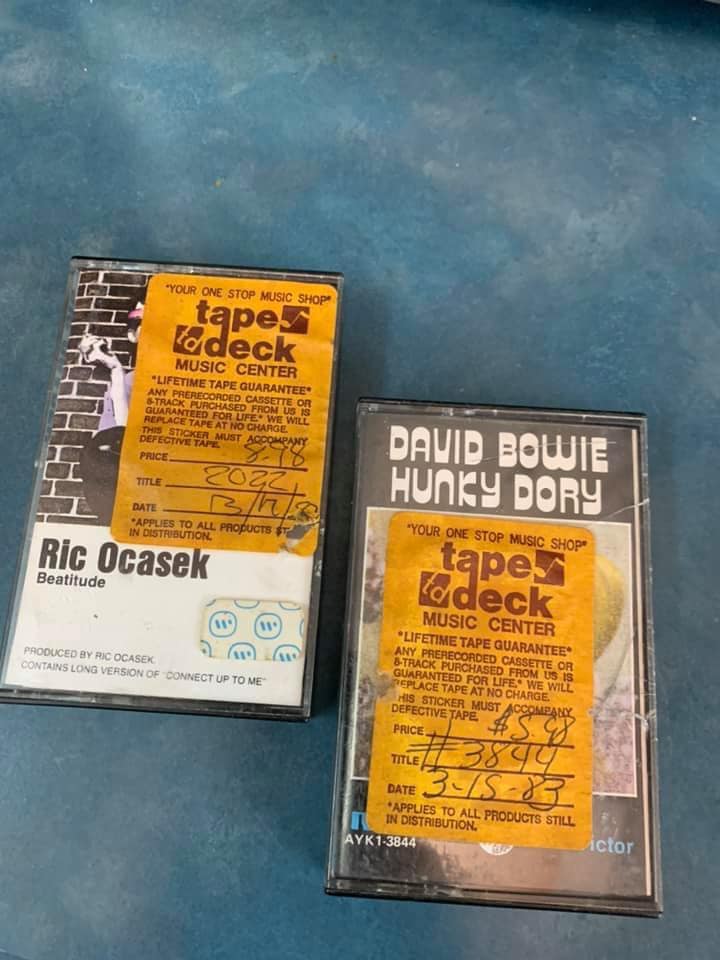 "YOUR ONE STOP MUSIC SHOP"
tapes
td deck
MUSIC CENTER
*LIFETIME TAPE GUARANTEE*
ANY PRERECORDED CASSETTE OR
8-TRACK PURCHASED FROM US IS
GUARANTEED FOR LIFE.* WE WILL
REPLACE TAPE AT NO CHARGE.
THIS STICKER MUST ACCOMPANY
DEFECTIVE TAPE.
PRICE 8.98
TITLE 2022
DATE
*APPLIES TO ALL PRODUCTS
IN DISTRIBUTION.
Ric Ocasek
Beatitude
PRODUCED BY RIC OCASEK.
CONTAINS LONG VERSION OF "CONNECT UP TO ME"
DAVID BOWIE
HUNKY DORY
"YOUR ONE STOP MUSIC SHOP"
tapes
td deck
MUSIC CENTER
*LIFETIME TAPE GUARANTEE*
ANY PRERECORDED CASSETTE OR
8-TRACK PURCHASED FROM US IS
GUARANTEED FOR LIFE.* WE WILL
REPLACE TAPE AT NO CHARGE.
THIS STICKER MUST ACCOMPANY
DEFECTIVE TAPE.
PRICE $5.98
TITLE #3844
DATE 3-15-83
*APPLIES TO ALL PRODUCTS STILL
IN DISTRIBUTION.
AYK1-3844
ictor